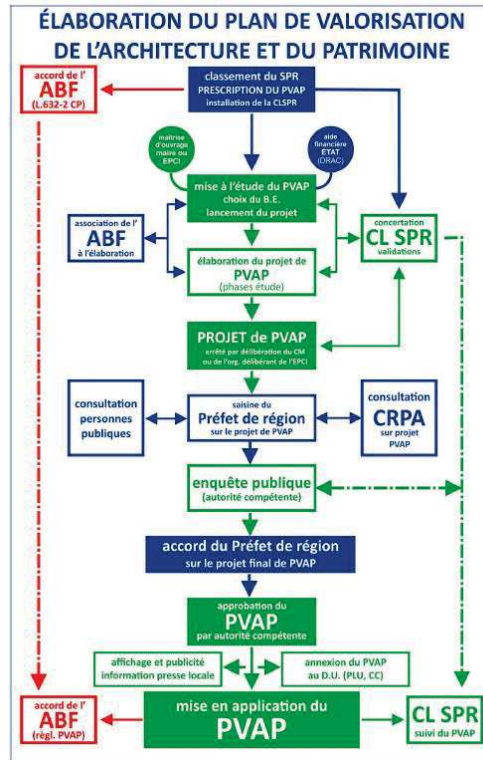 ÉLABORATION DU PLAN DE VALORISATION
DE L'ARCHITECTURE ET DU PATRIMOINE
accord de l'
ABF
(L.632-2 CP)
classement du SPR
PRESCRIPTION DU PVAP
installation de la CLSPR
maîtrise
d'ouvrage
maire ou
EPCI
aide
financière
ÉTAT
(DRAC)
mise à l'étude du PVAP
choix du B.E.
lancement du projet
association de l'
ABF
à l'élaboration
concertation
CL SPR
validations
élaboration du projet de
PVAP
(phases étude)
PROJET de PVAP
arrêté par délibération du CM
ou de l'org. délibérant de l'EPCI
consultation
personnes
publiques
saisine du
Préfet de région
sur le projet de PVAP
consultation
CRPA
sur projet
PVAP
enquête publique
(autorité compétente)
accord du Préfet de région
sur le projet final de PVAP
approbation du
PVAP
par autorité compétente
affichage et publicité
information presse locale
annexion du PVAP
au D.U. (PLU, CC)
accord de l'
ABF
(règl. PVAP)
mise en application du
PVAP
CL SPR
suivi du PVAP